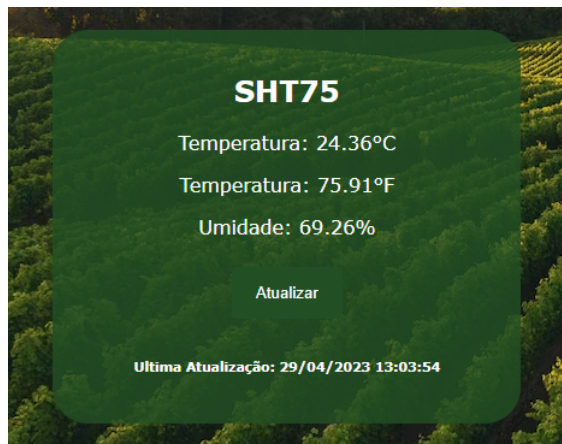 SHT75
Temperatura: 24.36°C
Temperatura: 75.91°F
Umidade: 69.26%
Atualizar
Ultima Atualização: 29/04/2023 13:03:54